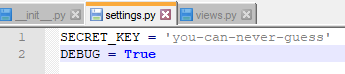 __init__.py settings.py views.py
1 SECRET_KEY = 'you-can-never-guess'
2 DEBUG = True